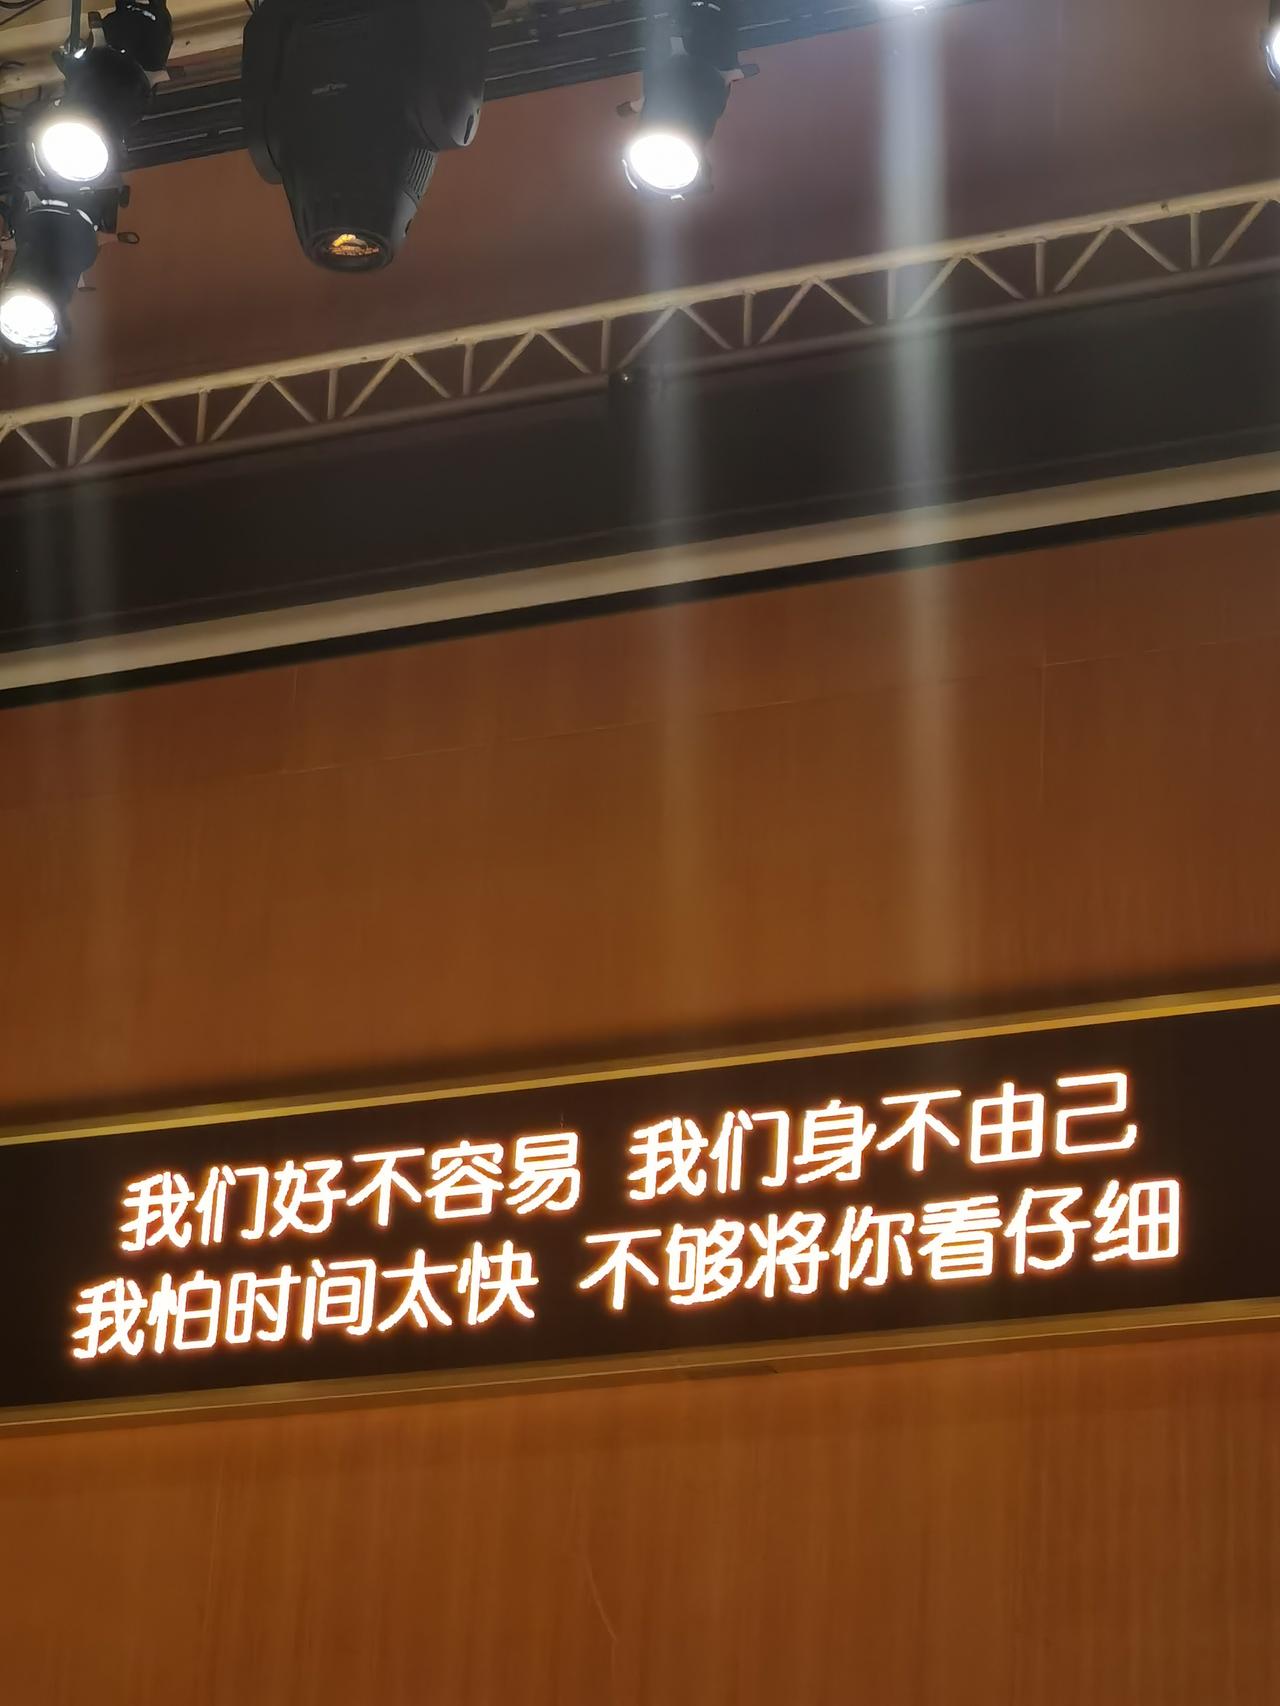 我们好不容易 我们身不由己
我怕时间太快 不够将你看仔细